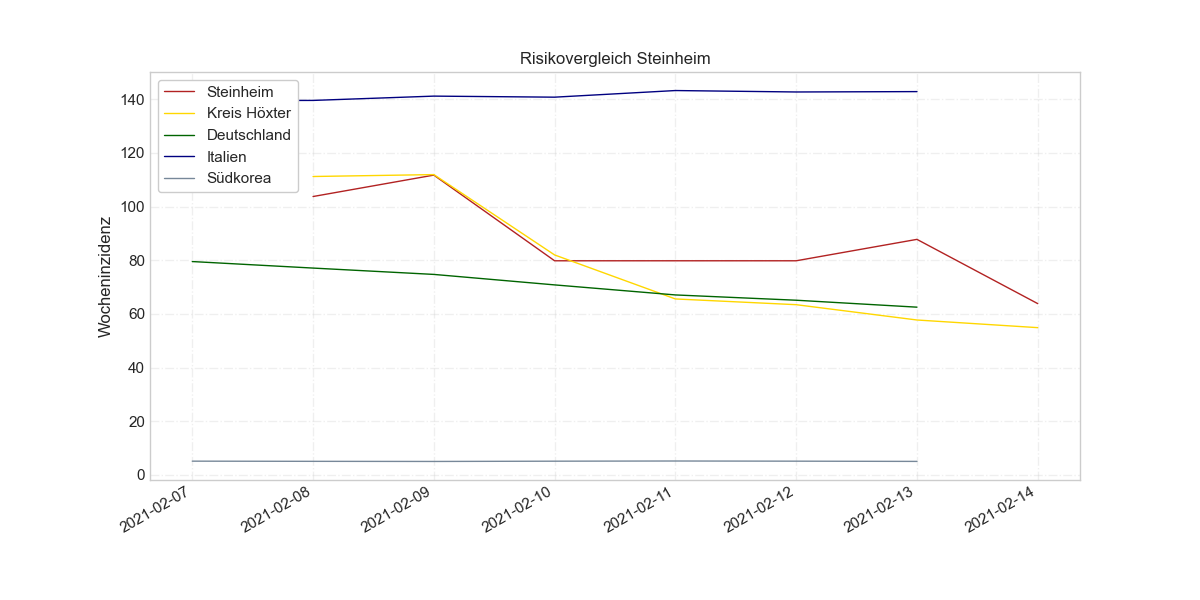 Risikovergleich Steinheim
Steinheim
Kreis Höxter
Deutschland
Italien
Südkorea
Wocheninzidenz
140
120
100
80
60
40
20
0
2021-02-07
2021-02-08
2021-02-09
2021-02-10
2021-02-11
2021-02-12
2021-02-13
2021-02-14